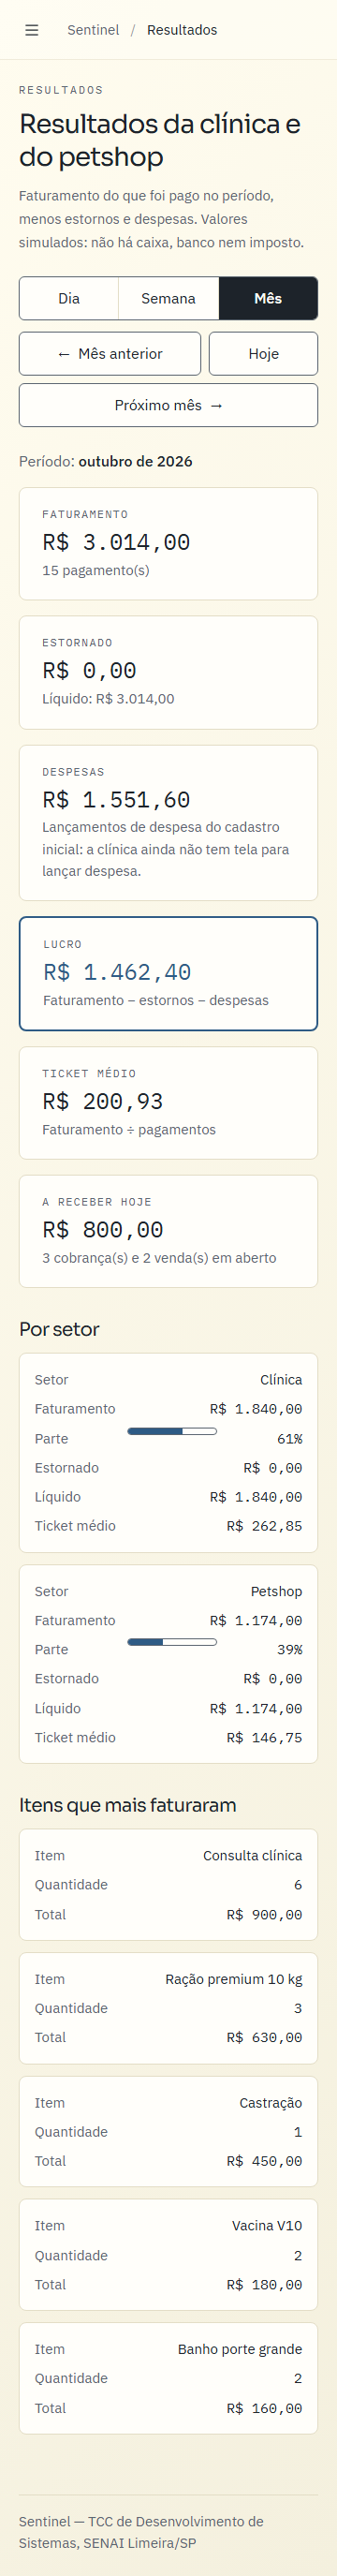 Sentinel / Resultados
RESULTADOS
Resultados da clínica e
do petshop
Faturamento do que foi pago no período,
menos estornos e despesas. Valores
simulados: não há caixa, banco nem imposto.
Dia Semana Mês
← Mês anterior Hoje
Próximo mês →
Período: outubro de 2026
FATURAMENTO
R$ 3.014,00
15 pagamento(s)
ESTORNADO
R$ 0,00
Líquido: R$ 3.014,00
DESPESAS
R$ 1.551,60
Lançamentos de despesa do cadastro
inicial: a clínica ainda não tem tela para
lançar despesa.
LUCRO
R$ 1.462,40
Faturamento − estornos − despesas
TICKET MÉDIO
R$ 200,93
Faturamento ÷ pagamentos
A RECEBER HOJE
R$ 800,00
3 cobrança(s) e 2 venda(s) em aberto
Por setor
Setor Clínica
Faturamento R$ 1.840,00
Parte 61%
Estornado R$ 0,00
Líquido R$ 1.840,00
Ticket médio R$ 262,85
Setor Petshop
Faturamento R$ 1.174,00
Parte 39%
Estornado R$ 0,00
Líquido R$ 1.174,00
Ticket médio R$ 146,75
Itens que mais faturaram
Item Consulta clínica
Quantidade 6
Total R$ 900,00
Item Ração premium 10 kg
Quantidade 3
Total R$ 630,00
Item Castração
Quantidade 1
Total R$ 450,00
Item Vacina V10
Quantidade 2
Total R$ 180,00
Item Banho porte grande
Quantidade 2
Total R$ 160,00
Sentinel — TCC de Desenvolvimento de
Sistemas, SENAI Limeira/SP